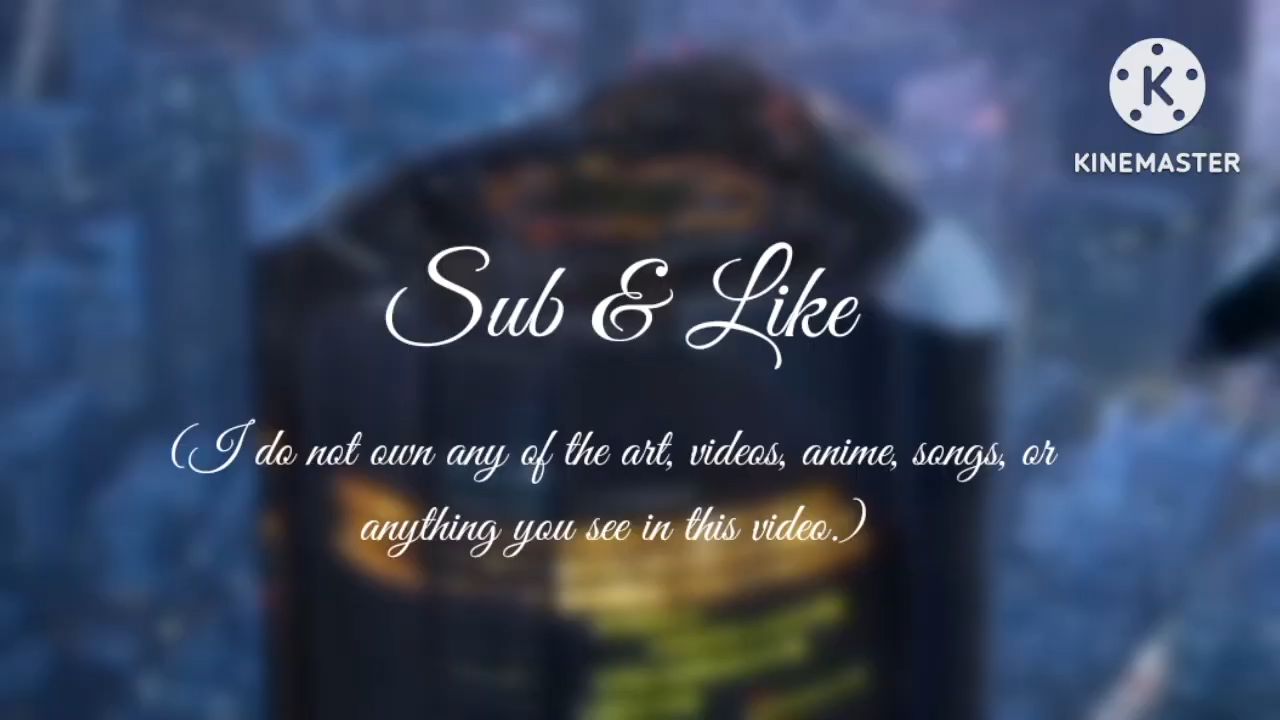 K
KINEMASTER
Sub & Like
(I do not own any of the art, videos, anime, songs, or
anything you see in this video.)